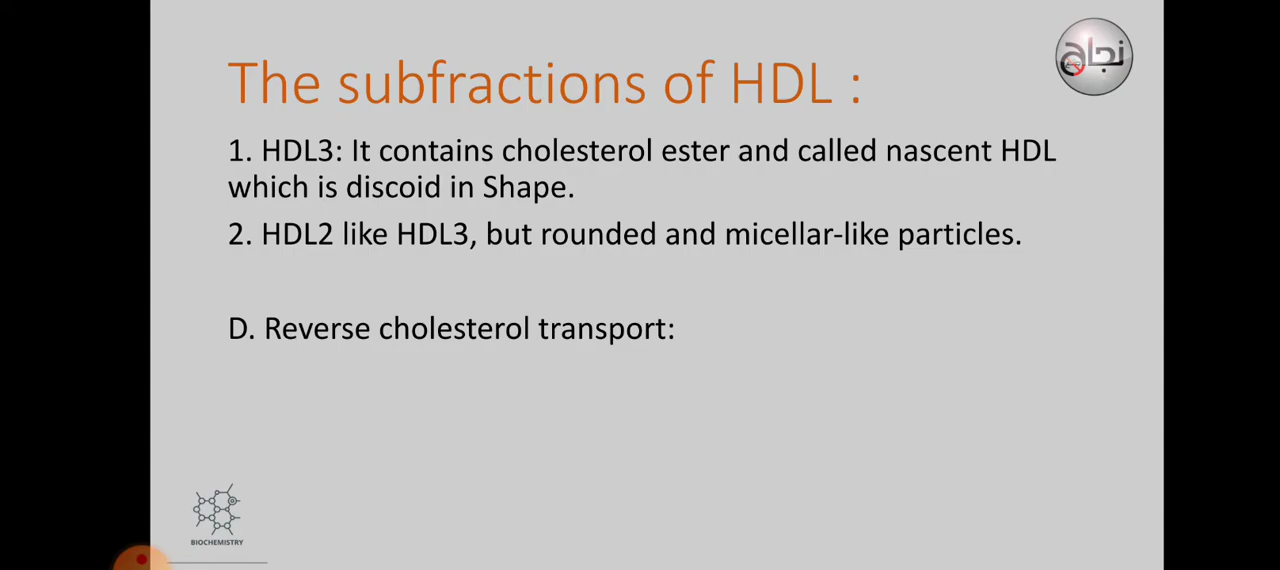 نجاح
The subfractions of HDL :
1. HDL3: It contains cholesterol ester and called nascent HDL
which is discoid in Shape.
2. HDL2 like HDL3, but rounded and micellar-like particles.
D. Reverse cholesterol transport:
BIOCHEMISTRY